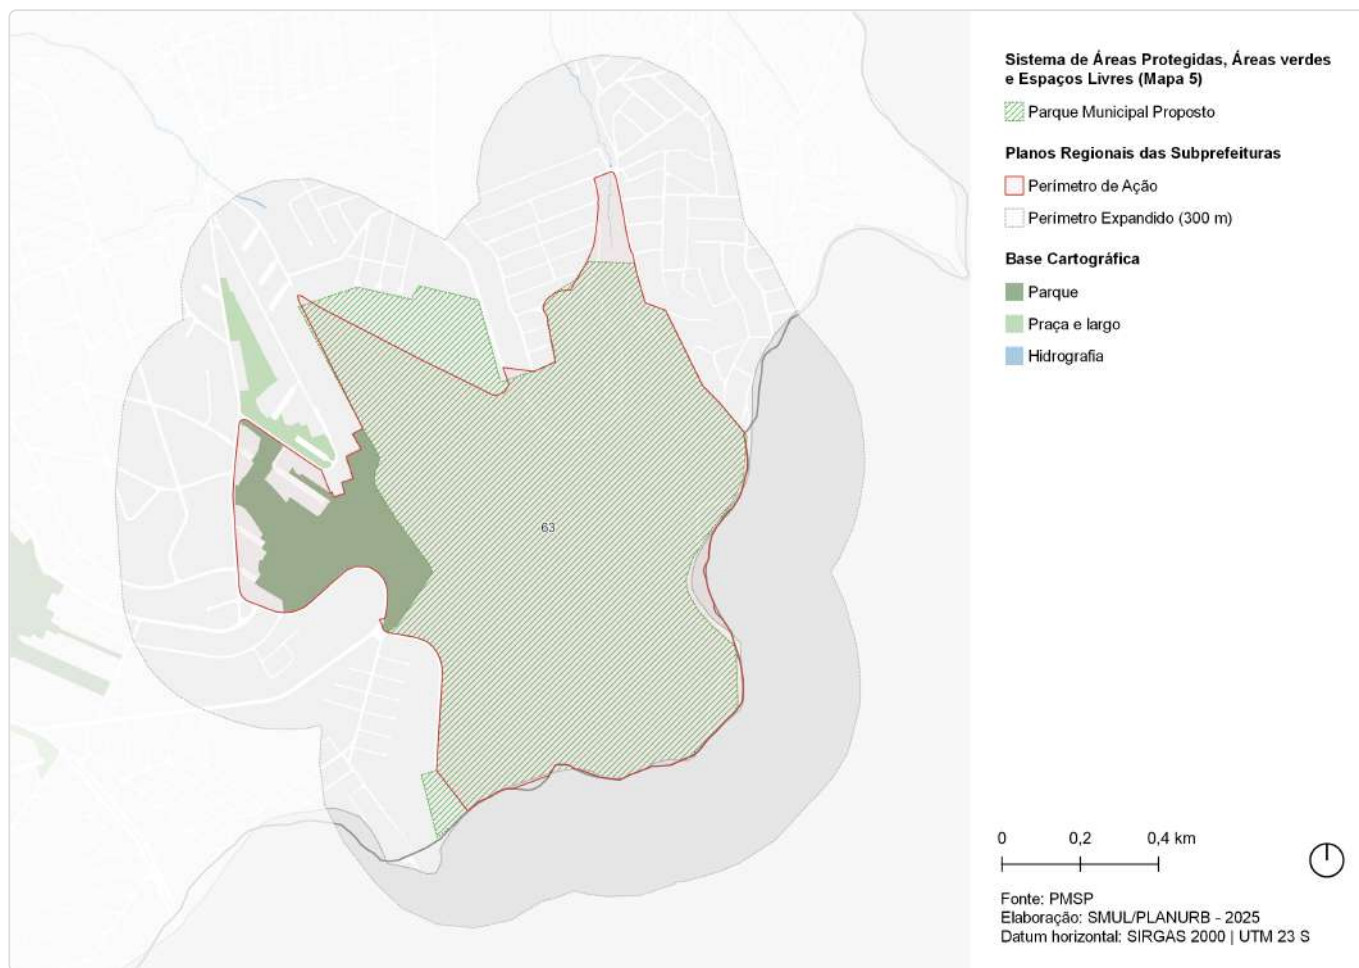 Sistema de Áreas Protegidas, Áreas verdes
e Espaços Livres (Mapa 5)
Parque Municipal Proposto
Planos Regionais das Subprefeituras
Perímetro de Ação
Perímetro Expandido (300 m)
Base Cartográfica
Parque
Praça e largo
Hidrografia
63
0 0,2 0,4 km
Fonte: PMSP
Elaboração: SMUL/PLANURB - 2025
Datum horizontal: SIRGAS 2000 | UTM 23 S